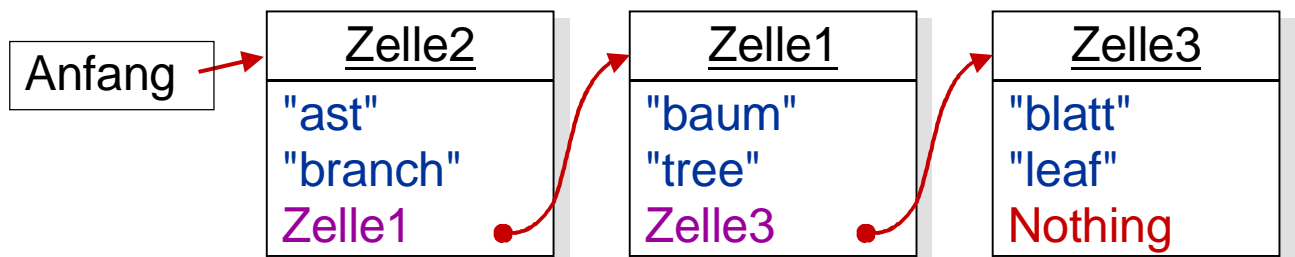 Anfang
Zelle2
"ast"
"branch"
Zelle1
Zelle1
"baum"
"tree"
Zelle3
Zelle3
"blatt"
"leaf"
Nothing